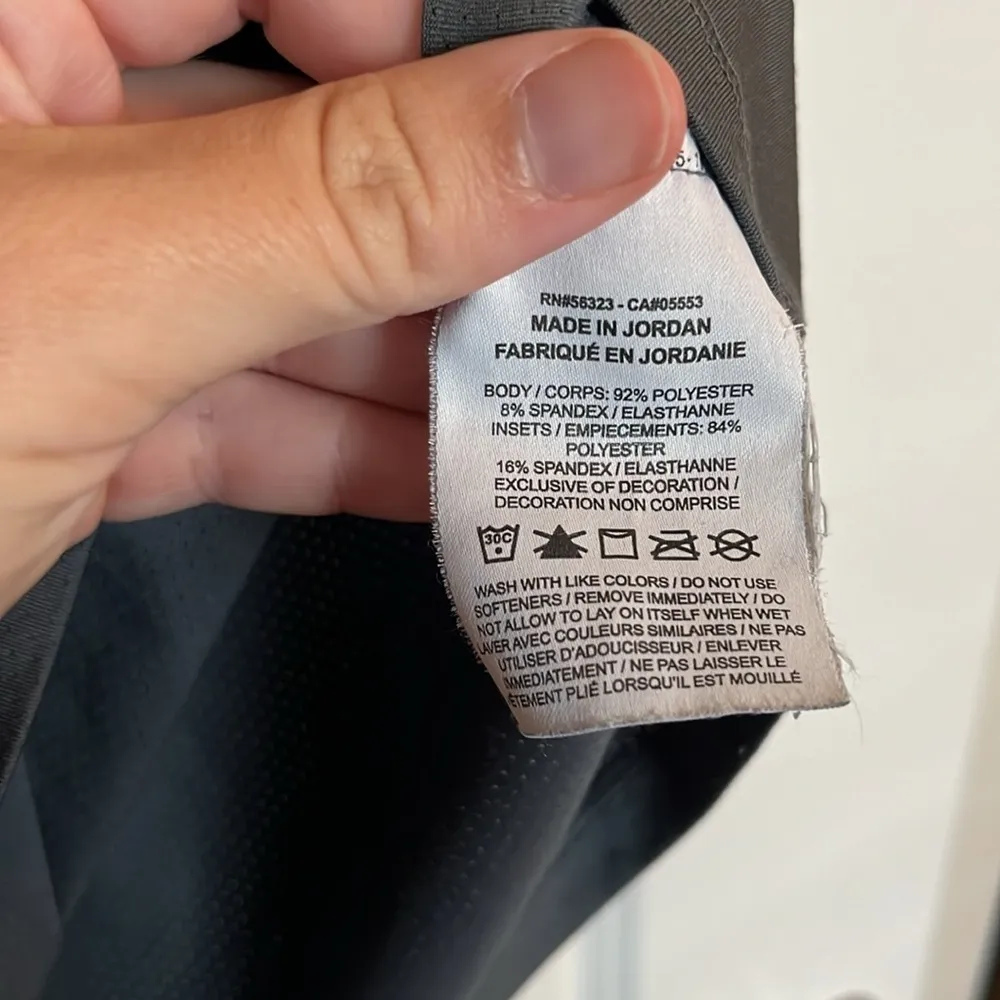 5-1
RN#56323 - CA#05553
MADE IN JORDAN
FABRIQUÉ EN JORDANIE
BODY / CORPS: 92% POLYESTER
8% SPANDEX / ELASTHANNE
INSETS / EMPIECEMENTS: 84%
POLYESTER
16% SPANDEX / ELASTHANNE
EXCLUSIVE OF DECORATION /
DECORATION NON COMPRISE
30C
WASH WITH LIKE COLORS / DO NOT USE
SOFTENERS / REMOVE IMMEDIATELY / DO
NOT ALLOW TO LAY ON ITSELF WHEN WET
LAVER AVEC COULEURS SIMILAIRES / NE PAS
UTILISER D'ADOUCISSEUR / ENLEVER
IMMEDIATEMENT / NE PAS LAISSER LE
VÊTEMENT PLIÉ LORSQU'IL EST MOUILLÉ